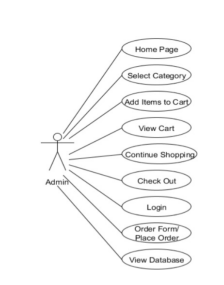 Home Page
Select Category
Add Items to Cart
View Cart
Continue Shopping
Admin
Check Out
Login
Order Form/
Place Order
View Database